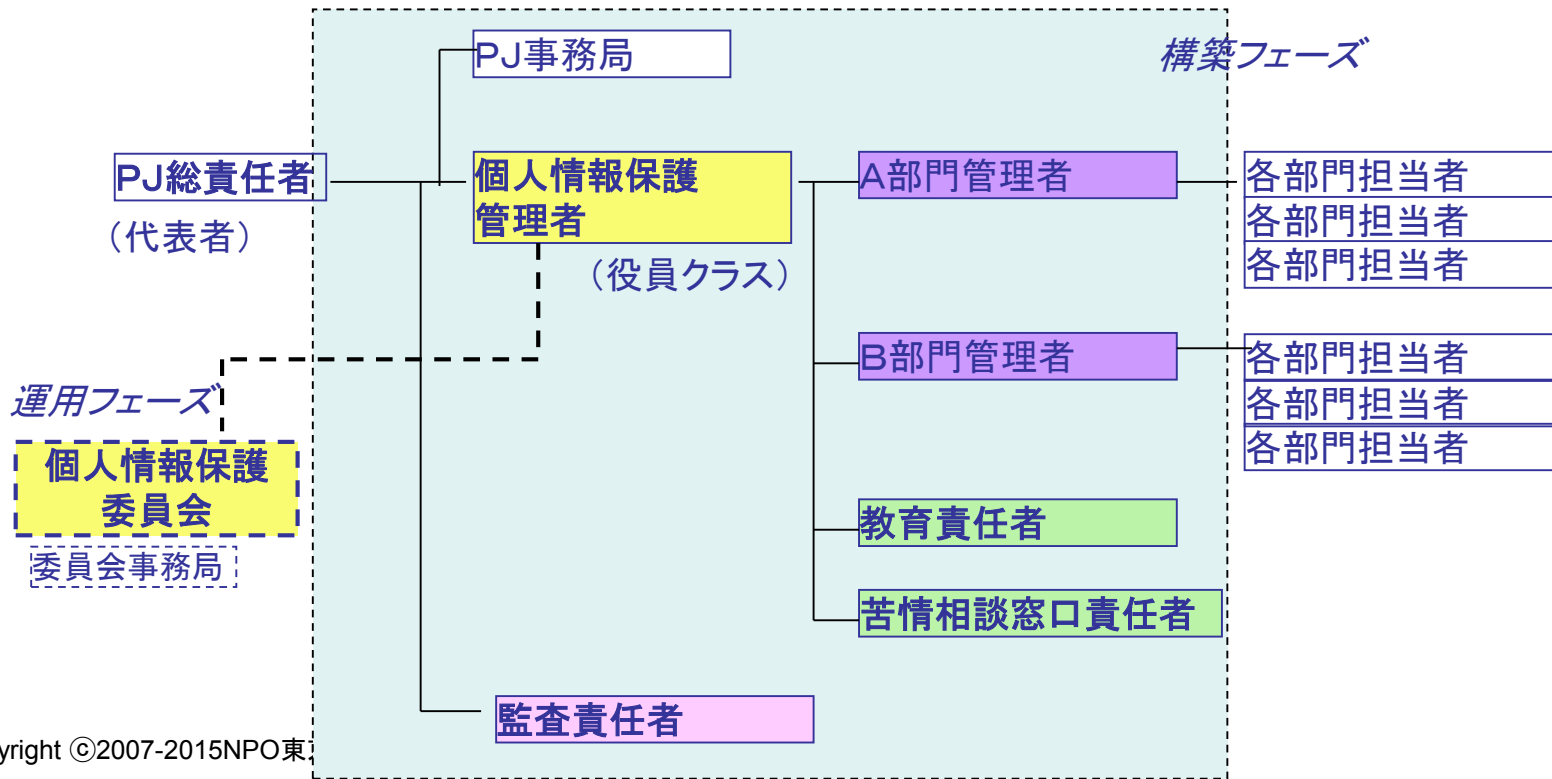 PJ事務局
構築フェーズ
PJ総責任者
(代表者)
個人情報保護
管理者
(役員クラス)
A部門管理者
各部門担当者
各部門担当者
各部門担当者
B部門管理者
各部門担当者
各部門担当者
各部門担当者
運用フェーズ
個人情報保護
委員会
委員会事務局
教育責任者
苦情相談窓口責任者
監査責任者
yright ©2007-2015NPO東